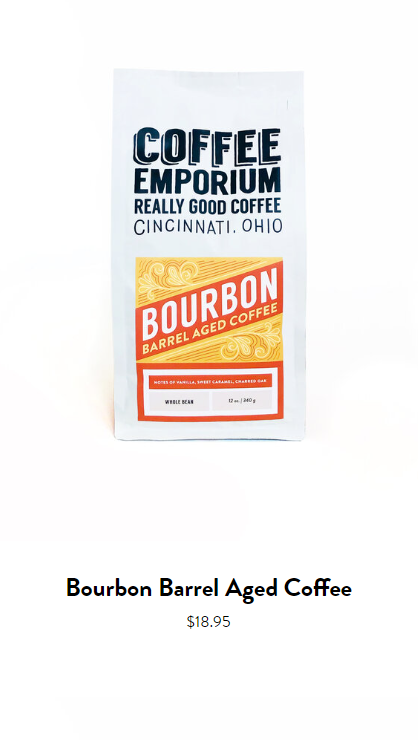 COFFEE
EMPORIUM
REALLY GOOD COFFEE
CINCINNATI, OHIO
BOURBON
BARREL AGED COFFEE
NOTES OF VANILLA, SWEET CARAMEL, CHARRED OAK
WHOLE BEAN
12 oz. / 340 g
Bourbon Barrel Aged Coffee
$18.95